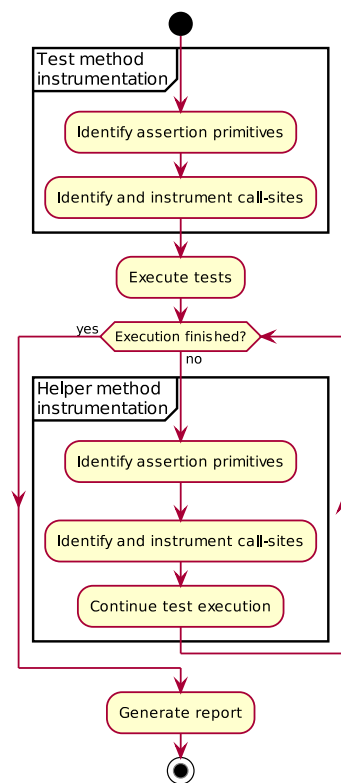 Test method
instrumentation
Identify assertion primitives
Identify and instrument call-sites
Execute tests
yes
Execution finished?
no
Helper method
instrumentation
Identify assertion primitives
Identify and instrument call-sites
Continue test execution
Generate report